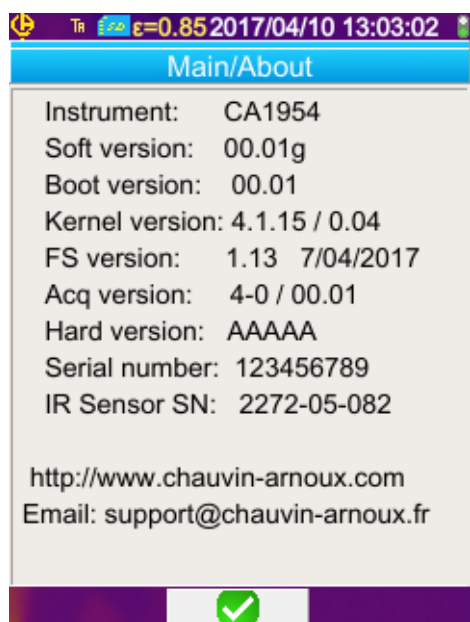 TR ε=0.85 2017/04/10 13:03:02
Main/About
Instrument: CA1954
Soft version: 00.01g
Boot version: 00.01
Kernel version: 4.1.15 / 0.04
FS version: 1.13 7/04/2017
Acq version: 4-0 / 00.01
Hard version: AAAAA
Serial number: 123456789
IR Sensor SN: 2272-05-082
http://www.chauvin-arnoux.com
Email: support@chauvin-arnoux.fr